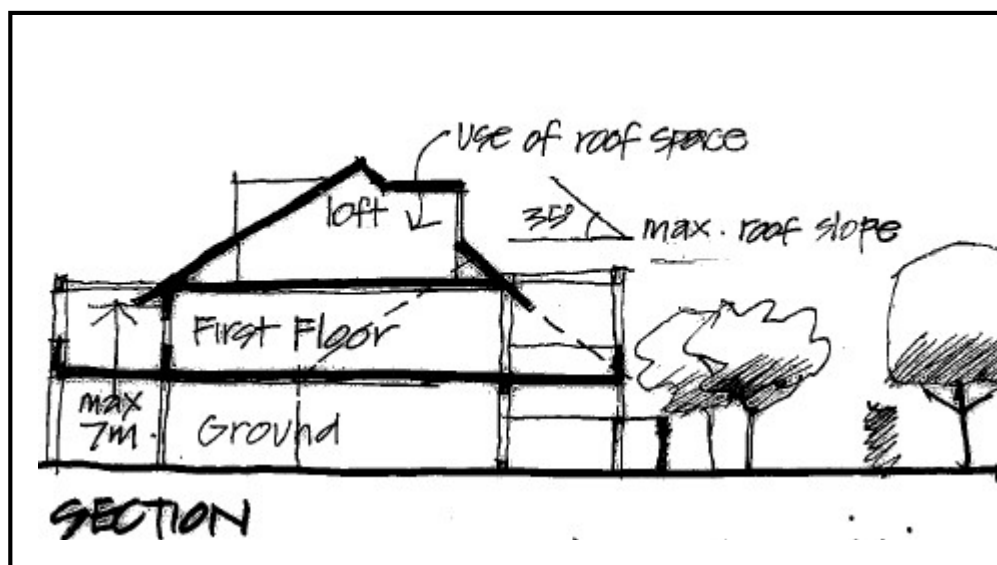 use of roof space
loft
35°
max. roof slope
First Floor
max
7m.
Ground
SECTION